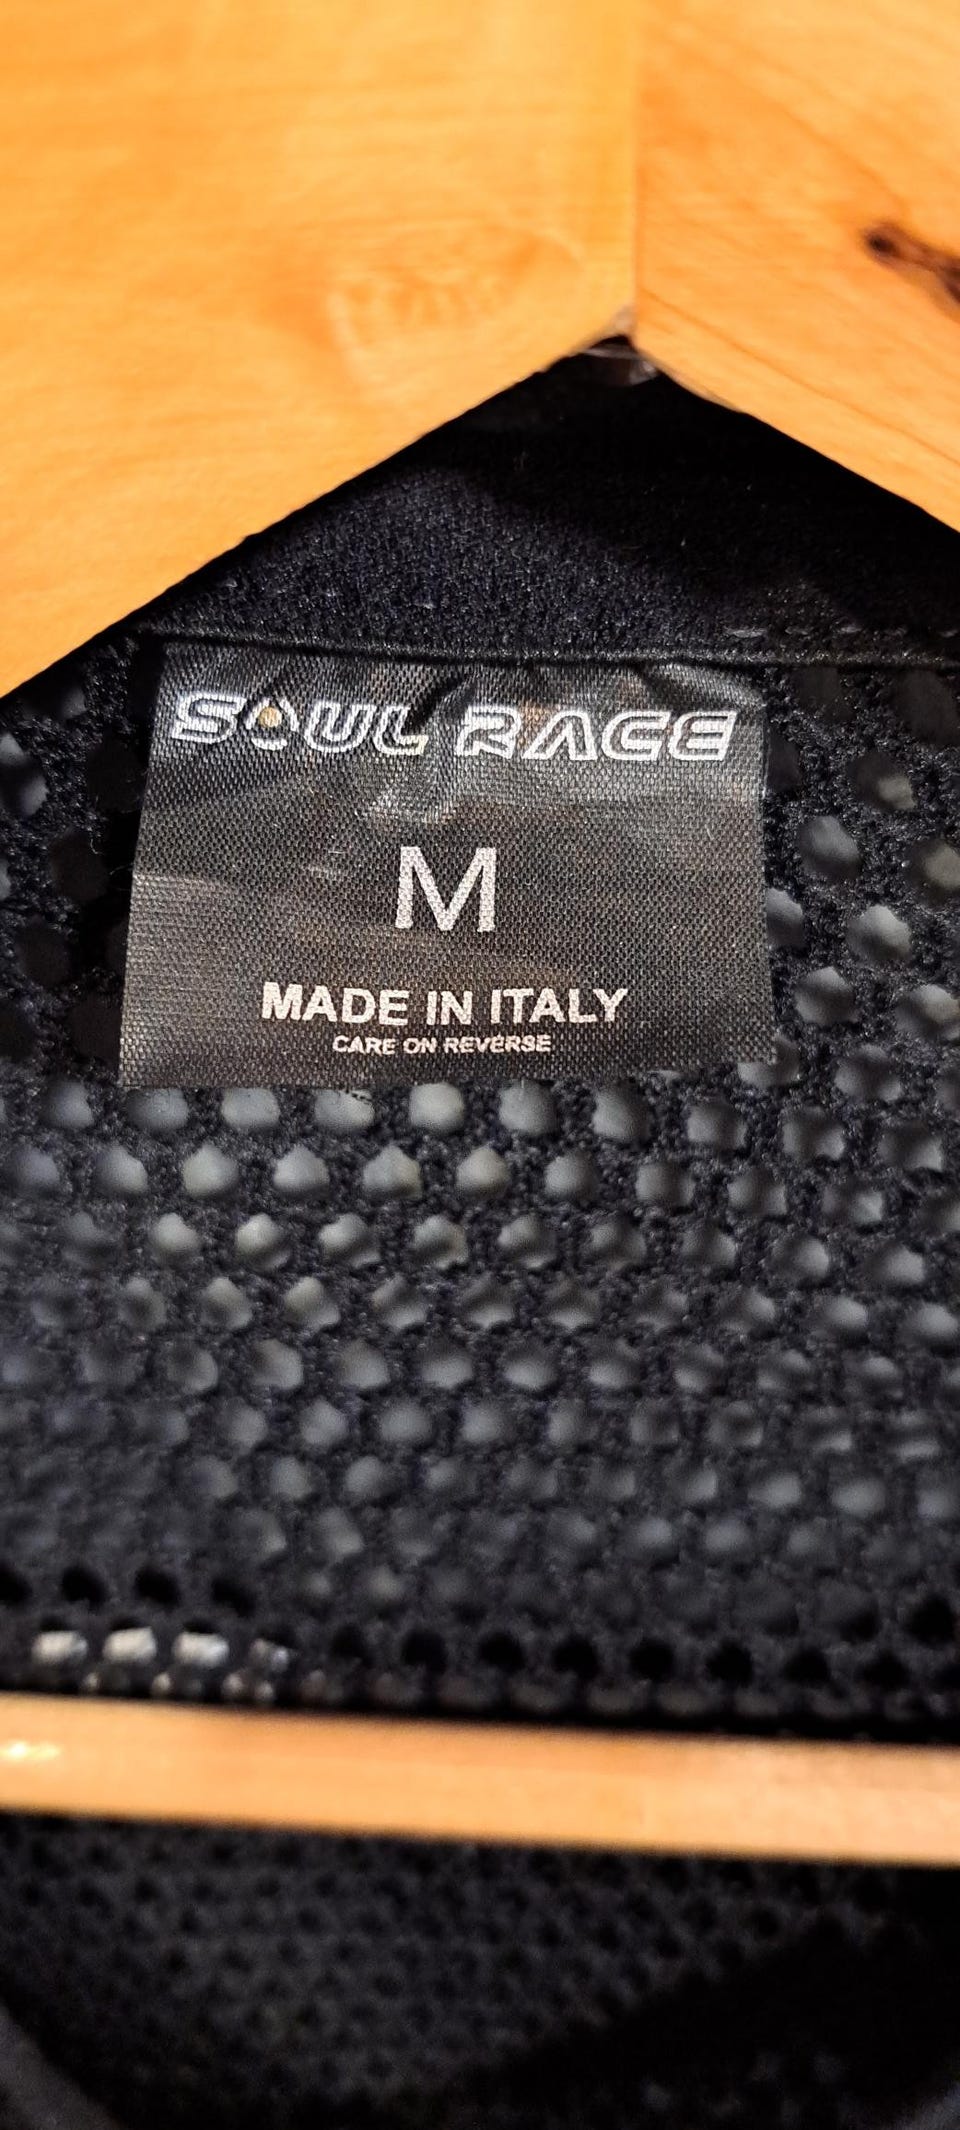 SOUL RACE
M
MADE IN ITALY
CARE ON REVERSE